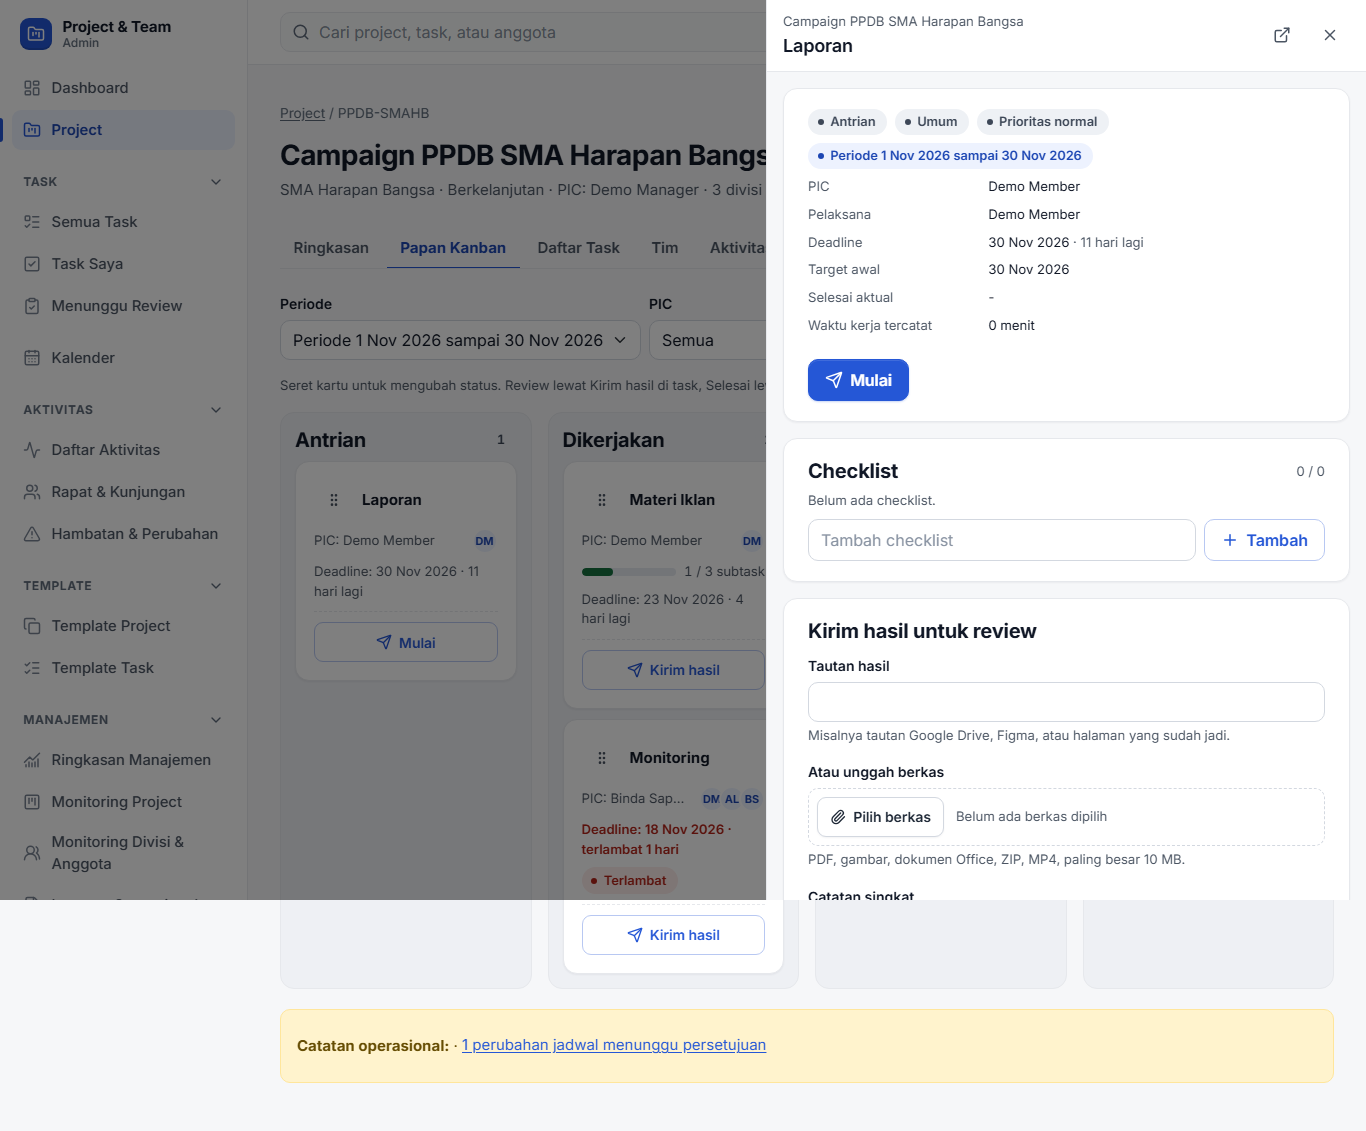 Project & Team
Admin
Dashboard
Project
TASK
Semua Task
Task Saya
Menunggu Review
Kalender
AKTIVITAS
Daftar Aktivitas
Rapat & Kunjungan
Hambatan & Perubahan
TEMPLATE
Template Project
Template Task
MANAJEMEN
Ringkasan Manajemen
Monitoring Project
Monitoring Divisi &
Anggota
Cari project, task, atau anggota
Project / PPDB-SMAHB
Campaign PPDB SMA Harapan Bangs
SMA Harapan Bangsa · Berkelanjutan · PIC: Demo Manager · 3 divisi
Ringkasan
Papan Kanban
Daftar Task
Tim
Aktivita
Periode
Periode 1 Nov 2026 sampai 30 Nov 2026
PIC
Semua
Seret kartu untuk mengubah status. Review lewat Kirim hasil di task, Selesai le
Antrian
1
Laporan
PIC: Demo Member
DM
Deadline: 30 Nov 2026 · 11
hari lagi
Mulai
Dikerjakan
Materi Iklan
PIC: Demo Member
DM
1 / 3 subtask
Deadline: 23 Nov 2026 · 4
hari lagi
Kirim hasil
Monitoring
PIC: Binda Sap...
DM AL BS
Deadline: 18 Nov 2026 ·
terlambat 1 hari
Terlambat
Kirim hasil
Catatan operasional: · 1 perubahan jadwal menunggu persetujuan
Campaign PPDB SMA Harapan Bangsa
Laporan
Antrian
Umum
Prioritas normal
Periode 1 Nov 2026 sampai 30 Nov 2026
PIC
Demo Member
Pelaksana
Demo Member
Deadline
30 Nov 2026 · 11 hari lagi
Target awal
30 Nov 2026
Selesai aktual
-
Waktu kerja tercatat
0 menit
Mulai
Checklist
0 / 0
Belum ada checklist.
Tambah checklist
Tambah
Kirim hasil untuk review
Tautan hasil
Misalnya tautan Google Drive, Figma, atau halaman yang sudah jadi.
Atau unggah berkas
Pilih berkas
Belum ada berkas dipilih
PDF, gambar, dokumen Office, ZIP, MP4, paling besar 10 MB.
Catatan singkat